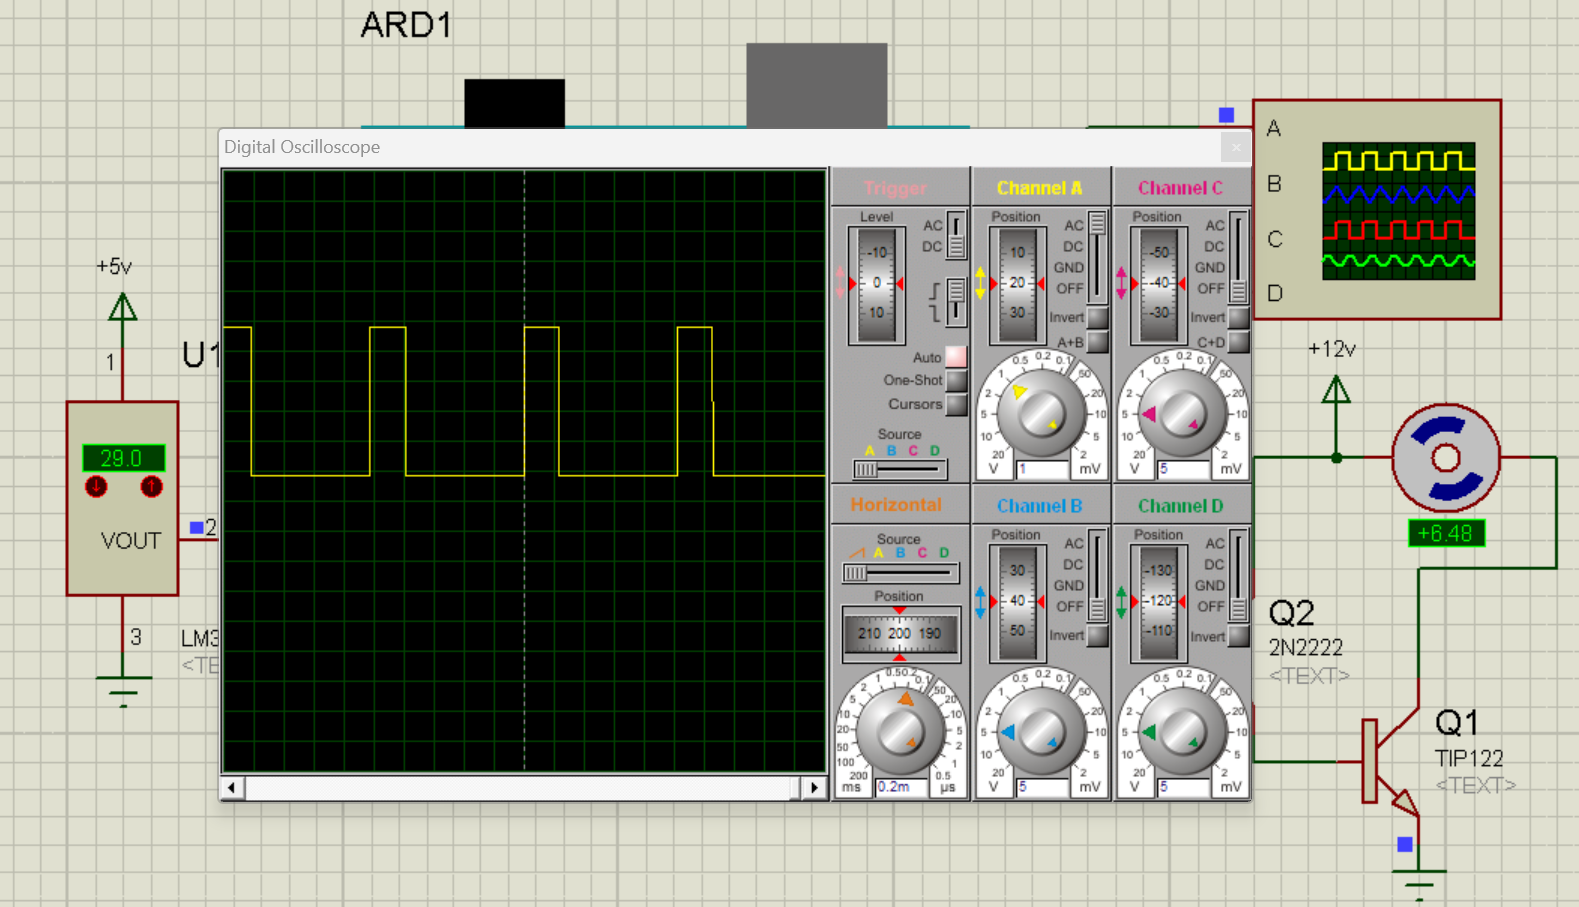 ARD1
Digital Oscilloscope
Trigger
Level
AC
DC
-10
0
10
Auto
One-Shot
Cursors
Source
A B C D
Channel A
Position
AC
DC
GND
OFF
10
20
30
Invert
A+B
20 10 5 2 1 0.5 0.2 0.1 50 20 10 5 2
V 1 mV
Channel C
Position
AC
DC
GND
OFF
-50
-40
-30
Invert
C+D
20 10 5 2 1 0.5 0.2 0.1 50 20 10 5 2
V 5 mV
Horizontal
Source
A B C D
Position
210 200 190
200 100 50 20 10 5 2 1 0.5 0.2 0.1 50 20 10 5 2 1 0.5
ms 0.2m µs
Channel B
Position
AC
DC
GND
OFF
30
40
50
Invert
20 10 5 2 1 0.5 0.2 0.1 50 20 10 5 2
V 5 mV
Channel D
Position
AC
DC
GND
OFF
-130
-120
-110
Invert
20 10 5 2 1 0.5 0.2 0.1 50 20 10 5 2
V 5 mV
A
B
C
D
+5v
1
U1
29.0
VOUT
2
3
LM3
<TE
+12v
+6.48
Q2
2N2222
<TEXT>
Q1
TIP122
<TEXT>